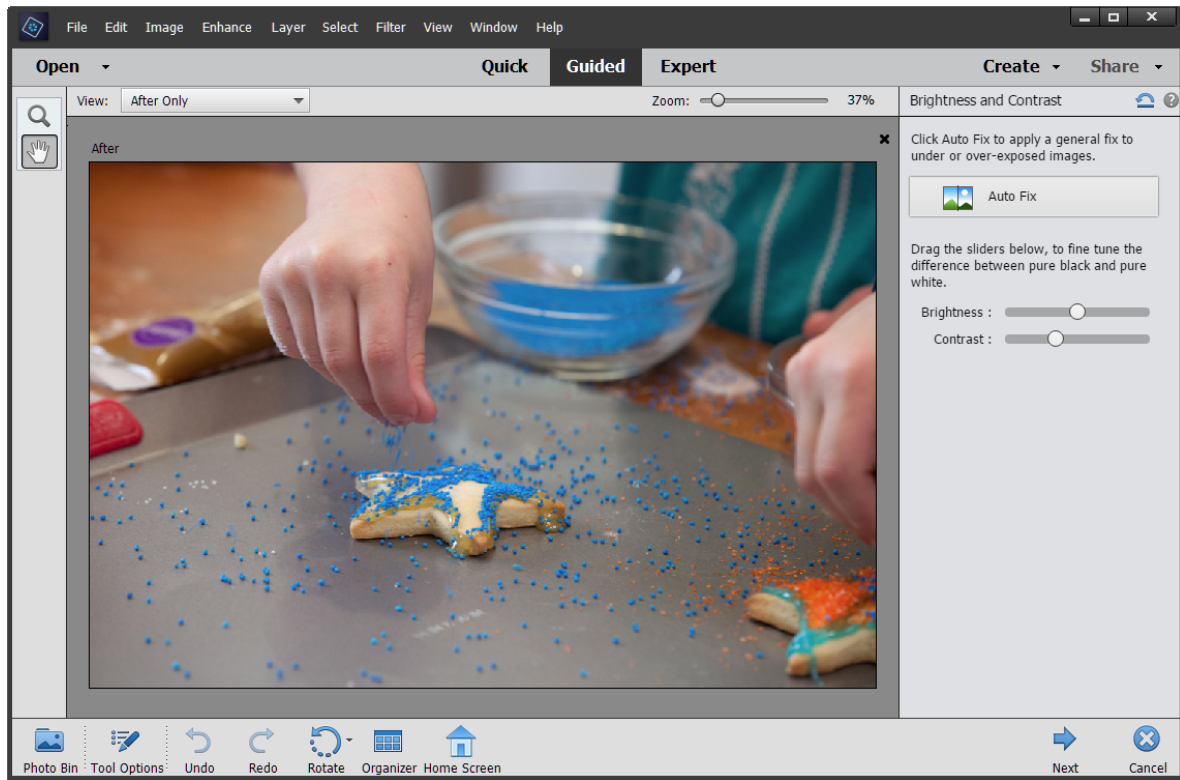 File Edit Image Enhance Layer Select Filter View Window Help
Open Quick Guided Expert Create Share
View: After Only Zoom: 37% Brightness and Contrast
After
Click Auto Fix to apply a general fix to
under or over-exposed images.
Auto Fix
Drag the sliders below, to fine tune the
difference between pure black and pure
white.
Brightness :
Contrast :
Photo Bin Tool Options Undo Redo Rotate Organizer Home Screen Next Cancel